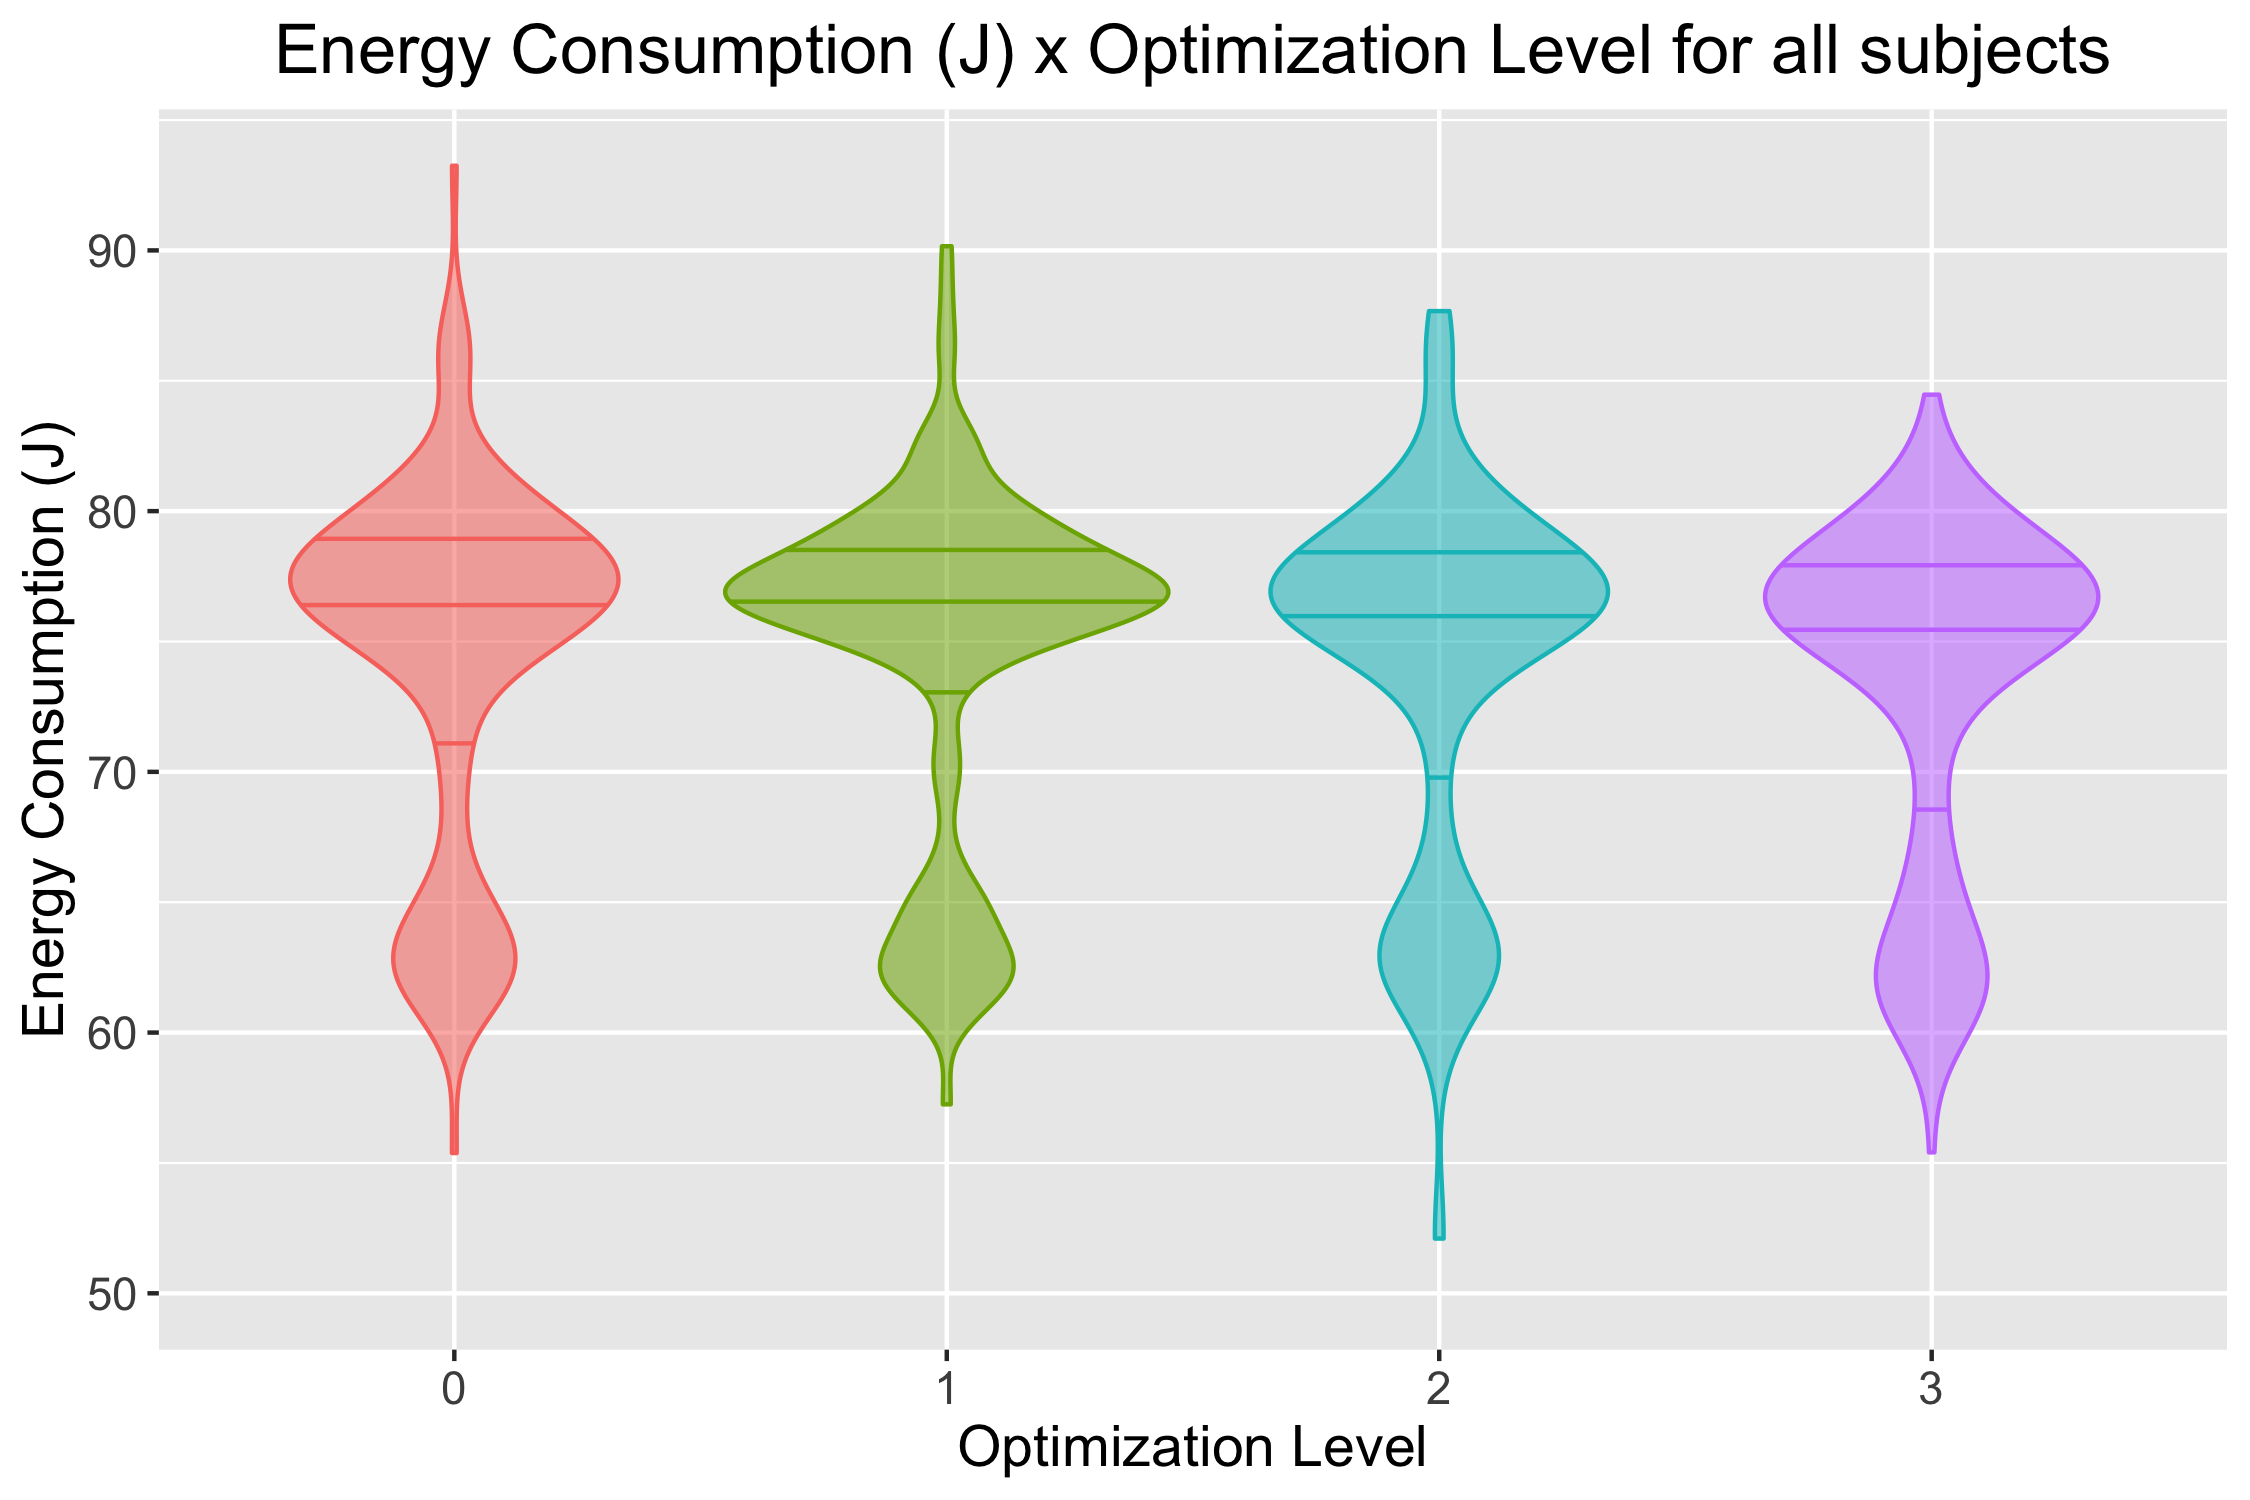 Energy Consumption (J) x Optimization Level for all subjects
Energy Consumption (J)
90
80
70
60
50
0 1 2 3
Optimization Level